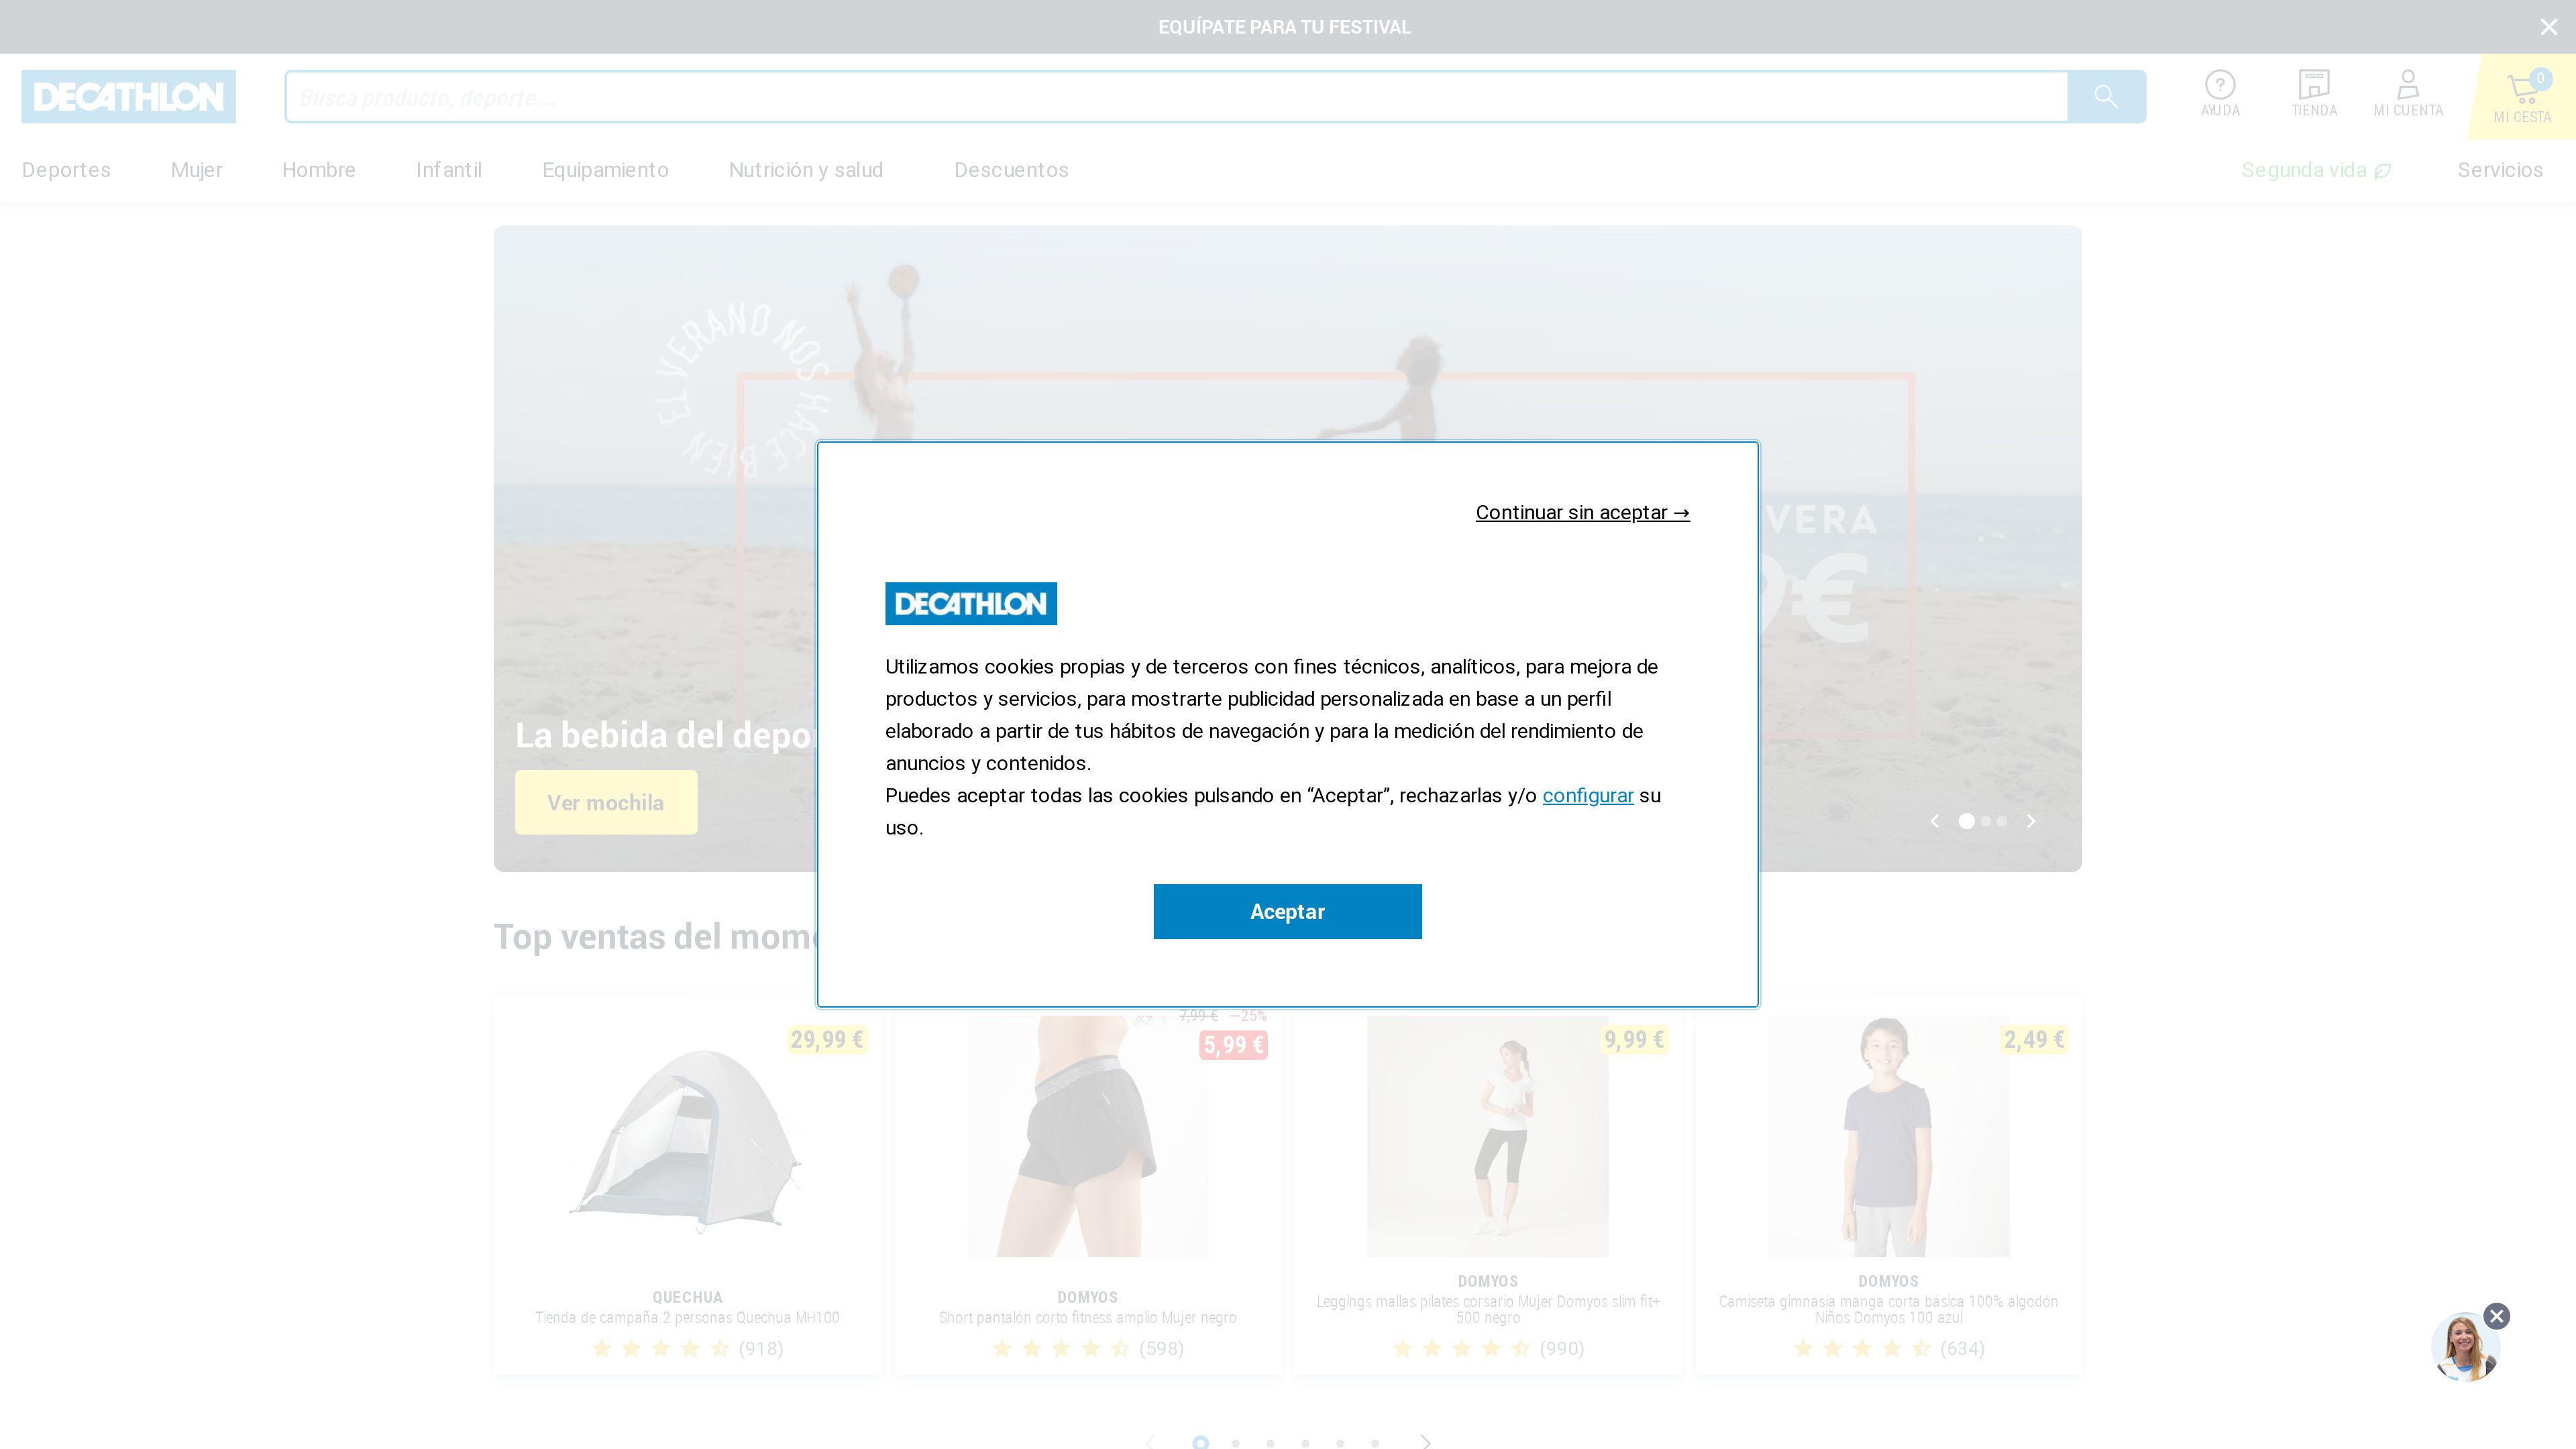 EQUÍPATE PARA TU FESTIVAL
DECATHLON
Busca producto, deporte...
AYUDA
TIENDA
MI CUENTA
0
MI CESTA
Deportes
Mujer
Hombre
Infantil
Equipamiento
Nutrición y salud
Descuentos
Segunda vida
Servicios
EL VERANO NOS HACE BIEN
VERA
9€
La bebida del depor
Ver mochila
Continuar sin aceptar →
DECATHLON
Utilizamos cookies propias y de terceros con fines técnicos, analíticos, para mejora de
productos y servicios, para mostrarte publicidad personalizada en base a un perfil
elaborado a partir de tus hábitos de navegación y para la medición del rendimiento de
anuncios y contenidos.
Puedes aceptar todas las cookies pulsando en “Aceptar”, rechazarlas y/o configurar su
uso.
Aceptar
Top ventas del mom
29,99 €
QUECHUA
Tienda de campaña 2 personas Quechua MH100
(918)
7,99 € −25%
5,99 €
DOMYOS
Short pantalón corto fitness amplio Mujer negro
(598)
9,99 €
DOMYOS
Leggings mallas pilates corsario Mujer Domyos slim fit+
500 negro
(990)
2,49 €
DOMYOS
Camiseta gimnasia manga corta básica 100% algodón
Niños Domyos 100 azul
(634)